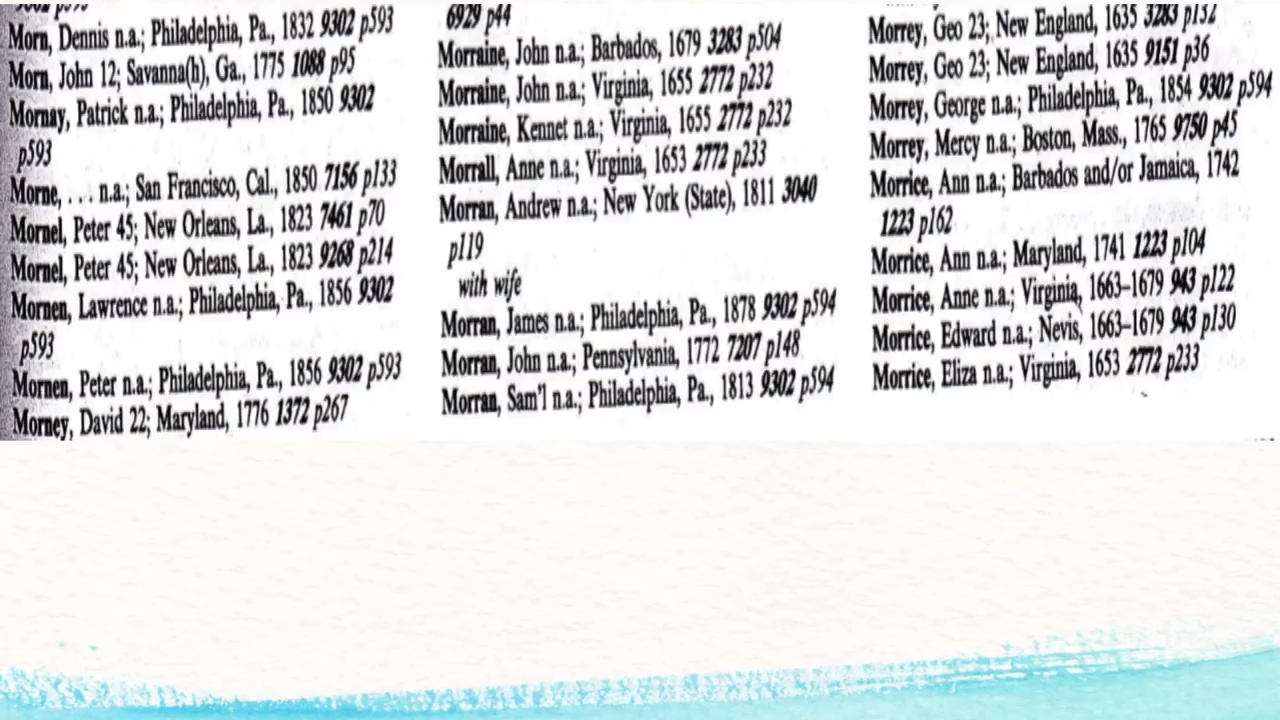 Morn, Dennis n.a.; Philadelphia, Pa., 1832 9302 p593
Morn, John 12; Savanna(h), Ga., 1775 1088 p95
Mornay, Patrick n.a.; Philadelphia, Pa., 1850 9302
p593
Morne, . . . n.a.; San Francisco, Cal., 1850 7156 p133
Mornel, Peter 45; New Orleans, La., 1823 7461 p70
Mornel, Peter 45; New Orleans, La., 1823 9268 p214
Mornen, Lawrence n.a.; Philadelphia, Pa., 1856 9302
p593
Mornen, Peter n.a.; Philadelphia, Pa., 1856 9302 p593
Morney, David 22; Maryland, 1776 1372 p267
6929 p44
Morraine, John n.a.; Barbados, 1679 3283 p504
Morraine, John n.a.; Virginia, 1655 2772 p232
Morraine, Kennet n.a.; Virginia, 1655 2772 p232
Morrall, Anne n.a.; Virginia, 1653 2772 p233
Morran, Andrew n.a.; New York (State), 1811 3040
p119
with wife
Morran, James n.a.; Philadelphia, Pa., 1878 9302 p594
Morran, John n.a.; Pennsylvania, 1772 7207 p148
Morran, Sam'l n.a.; Philadelphia, Pa., 1813 9302 p594
Morrey, Geo 23; New England, 1635 3283 p132
Morrey, Geo 23; New England, 1635 9151 p36
Morrey, George n.a.; Philadelphia, Pa., 1854 9302 p594
Morrey, Mercy n.a.; Boston, Mass., 1765 9750 p45
Morrice, Ann n.a.; Barbados and/or Jamaica, 1742
1223 p162
Morrice, Ann n.a.; Maryland, 1741 1223 p104
Morrice, Anne n.a.; Virginia, 1663–1679 943 p122
Morrice, Edward n.a.; Nevis, 1663–1679 943 p130
Morrice, Eliza n.a.; Virginia, 1653 2772 p233